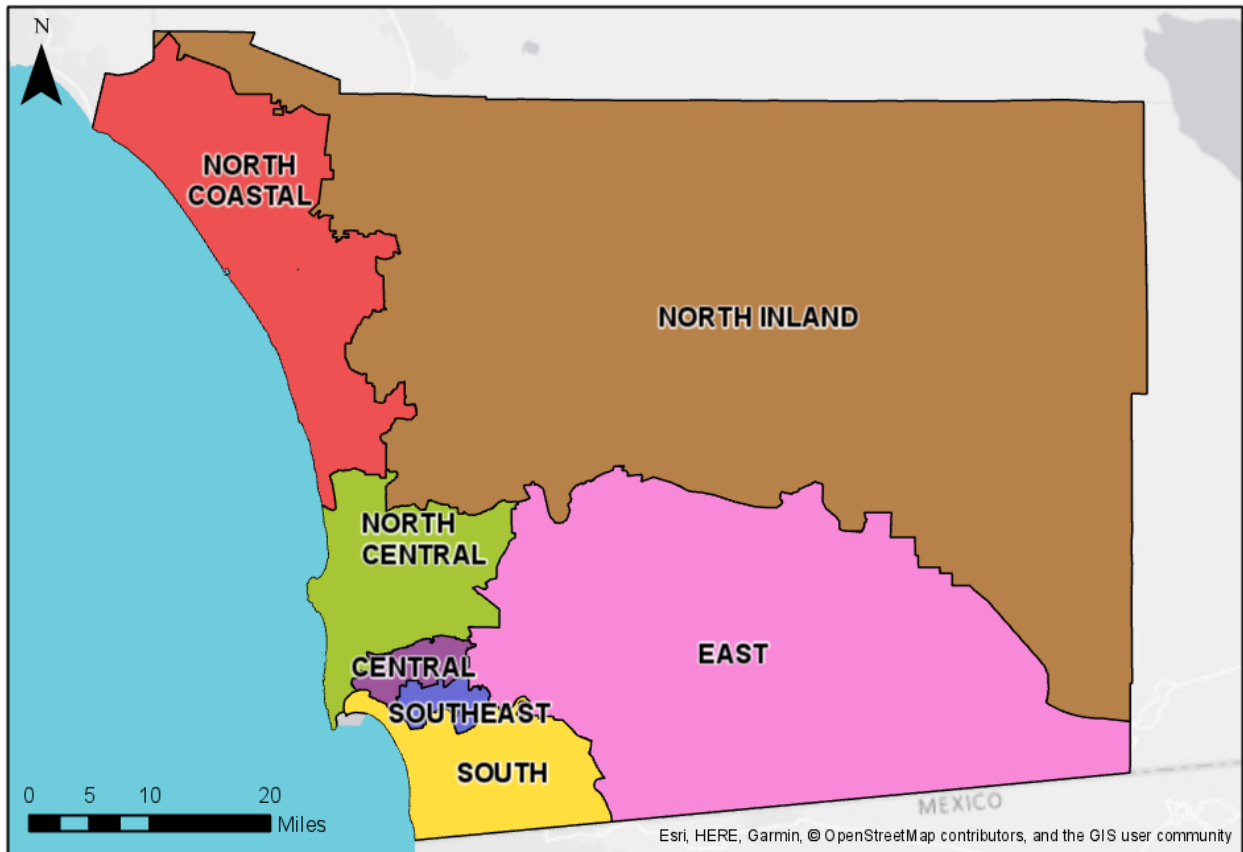 N
NORTH
COASTAL
NORTH INLAND
NORTH
CENTRAL
EAST
CENTRAL
SOUTHEAST
SOUTH
0 5 10 20
Miles
MEXICO
Esri, HERE, Garmin, © OpenStreetMap contributors, and the GIS user community